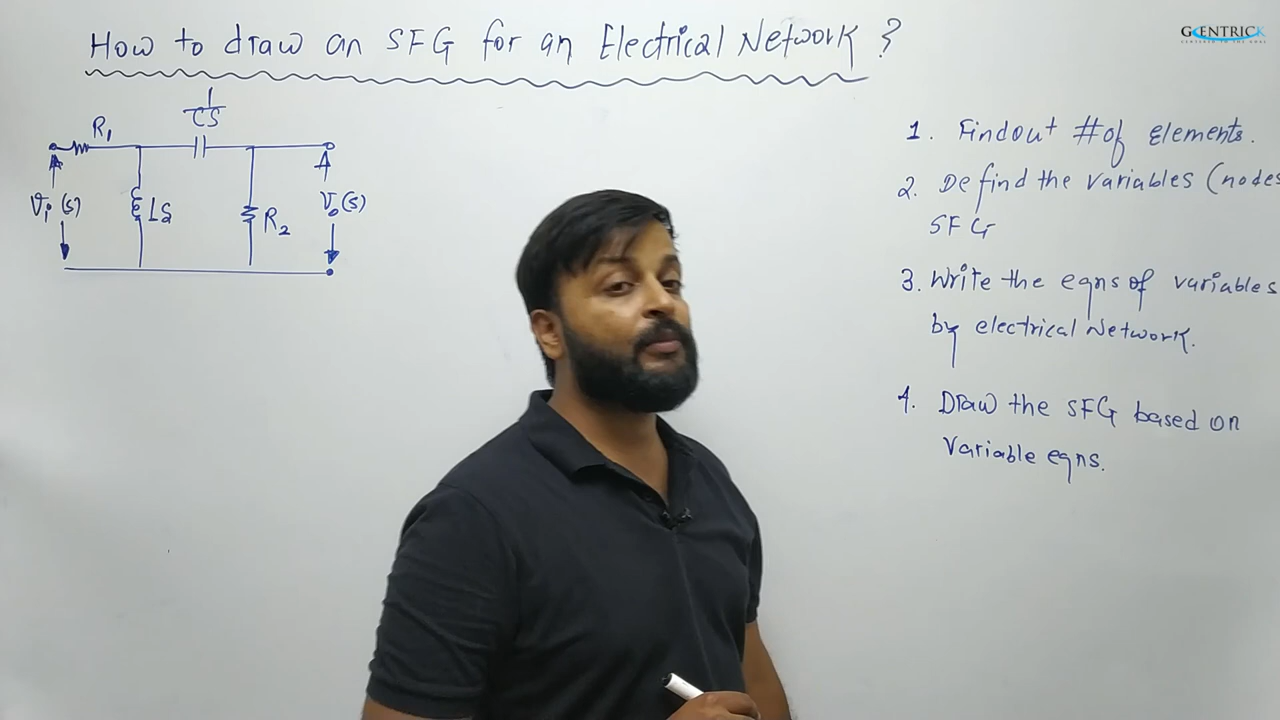 How to draw an SFG for an Electrical Network ?
GCENTRICK
R1
1/CS
Vi(s)
LS
R2
Vo(s)
1. Findout # of elements.
2. Defind the variables (nodes
SFG
3. Write the eqns of variables
by electrical Network.
4. Draw the SFG based on
Variable eqns.